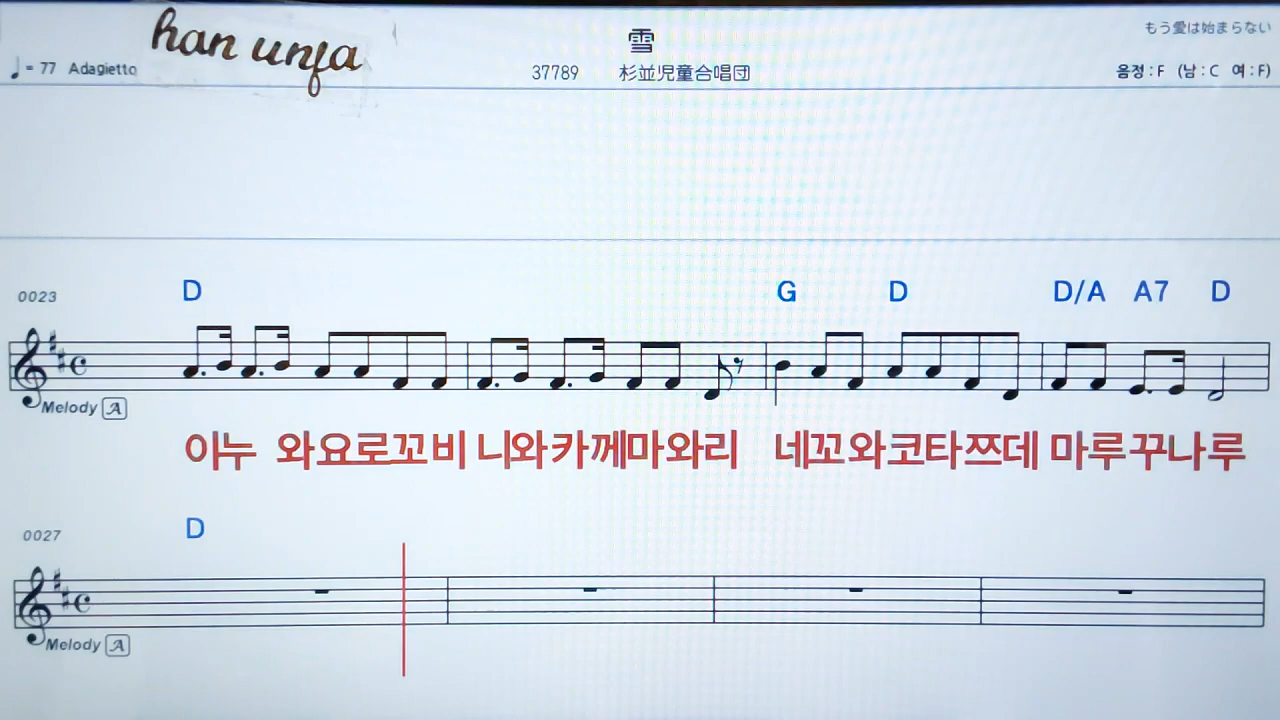 han unja
雪
もう愛は始まらない
♩= 77 Adagietto
37789 杉並児童合唱団
음정 : F (남 : C 여 : F)
D G D D/A A7 D
0023
Melody A
이누 와요로꼬비 니와카께마와리 네꼬와코타쯔데 마루꾸나루
D
0027
Melody A